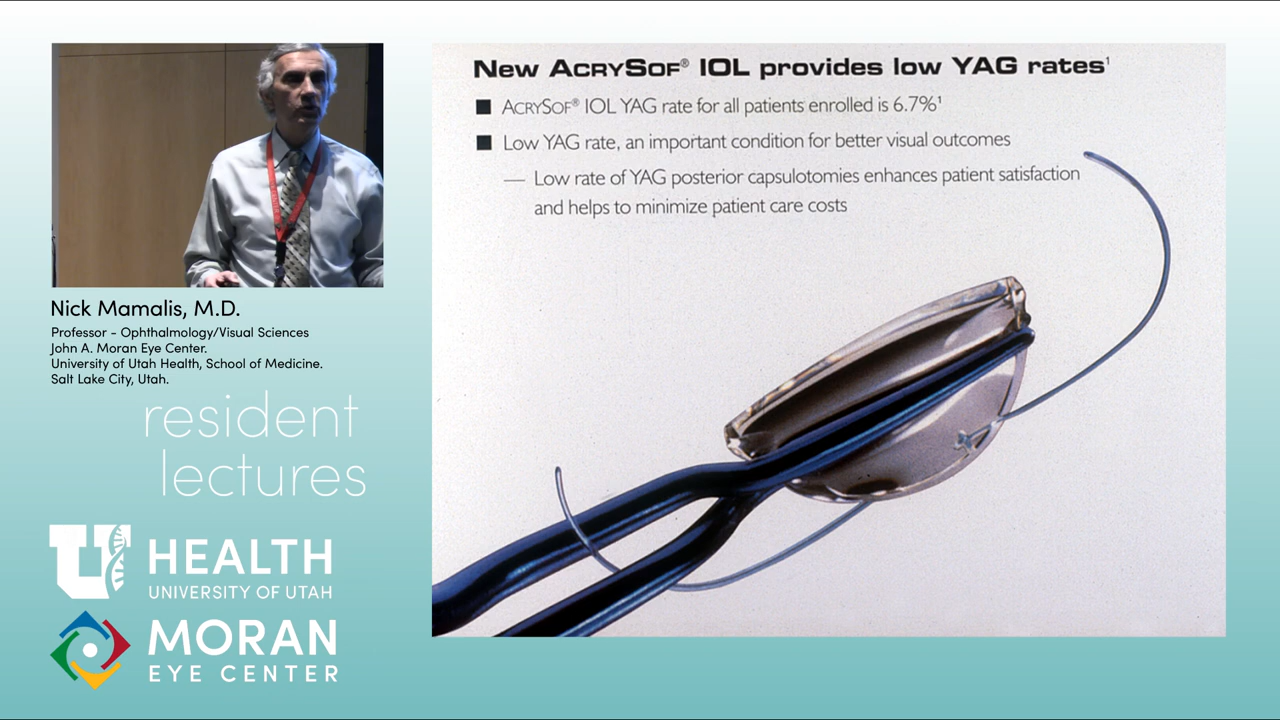 New AcrySof® IOL provides low YAG rates¹
AcrySof® IOL YAG rate for all patients enrolled is 6.7%¹
Low YAG rate, an important condition for better visual outcomes
— Low rate of YAG posterior capsulotomies enhances patient satisfaction
and helps to minimize patient care costs
Nick Mamalis, M.D.
Professor - Ophthalmology/Visual Sciences
John A. Moran Eye Center.
University of Utah Health, School of Medicine.
Salt Lake City, Utah.
resident
lectures
U HEALTH
UNIVERSITY OF UTAH
MORAN
EYE CENTER